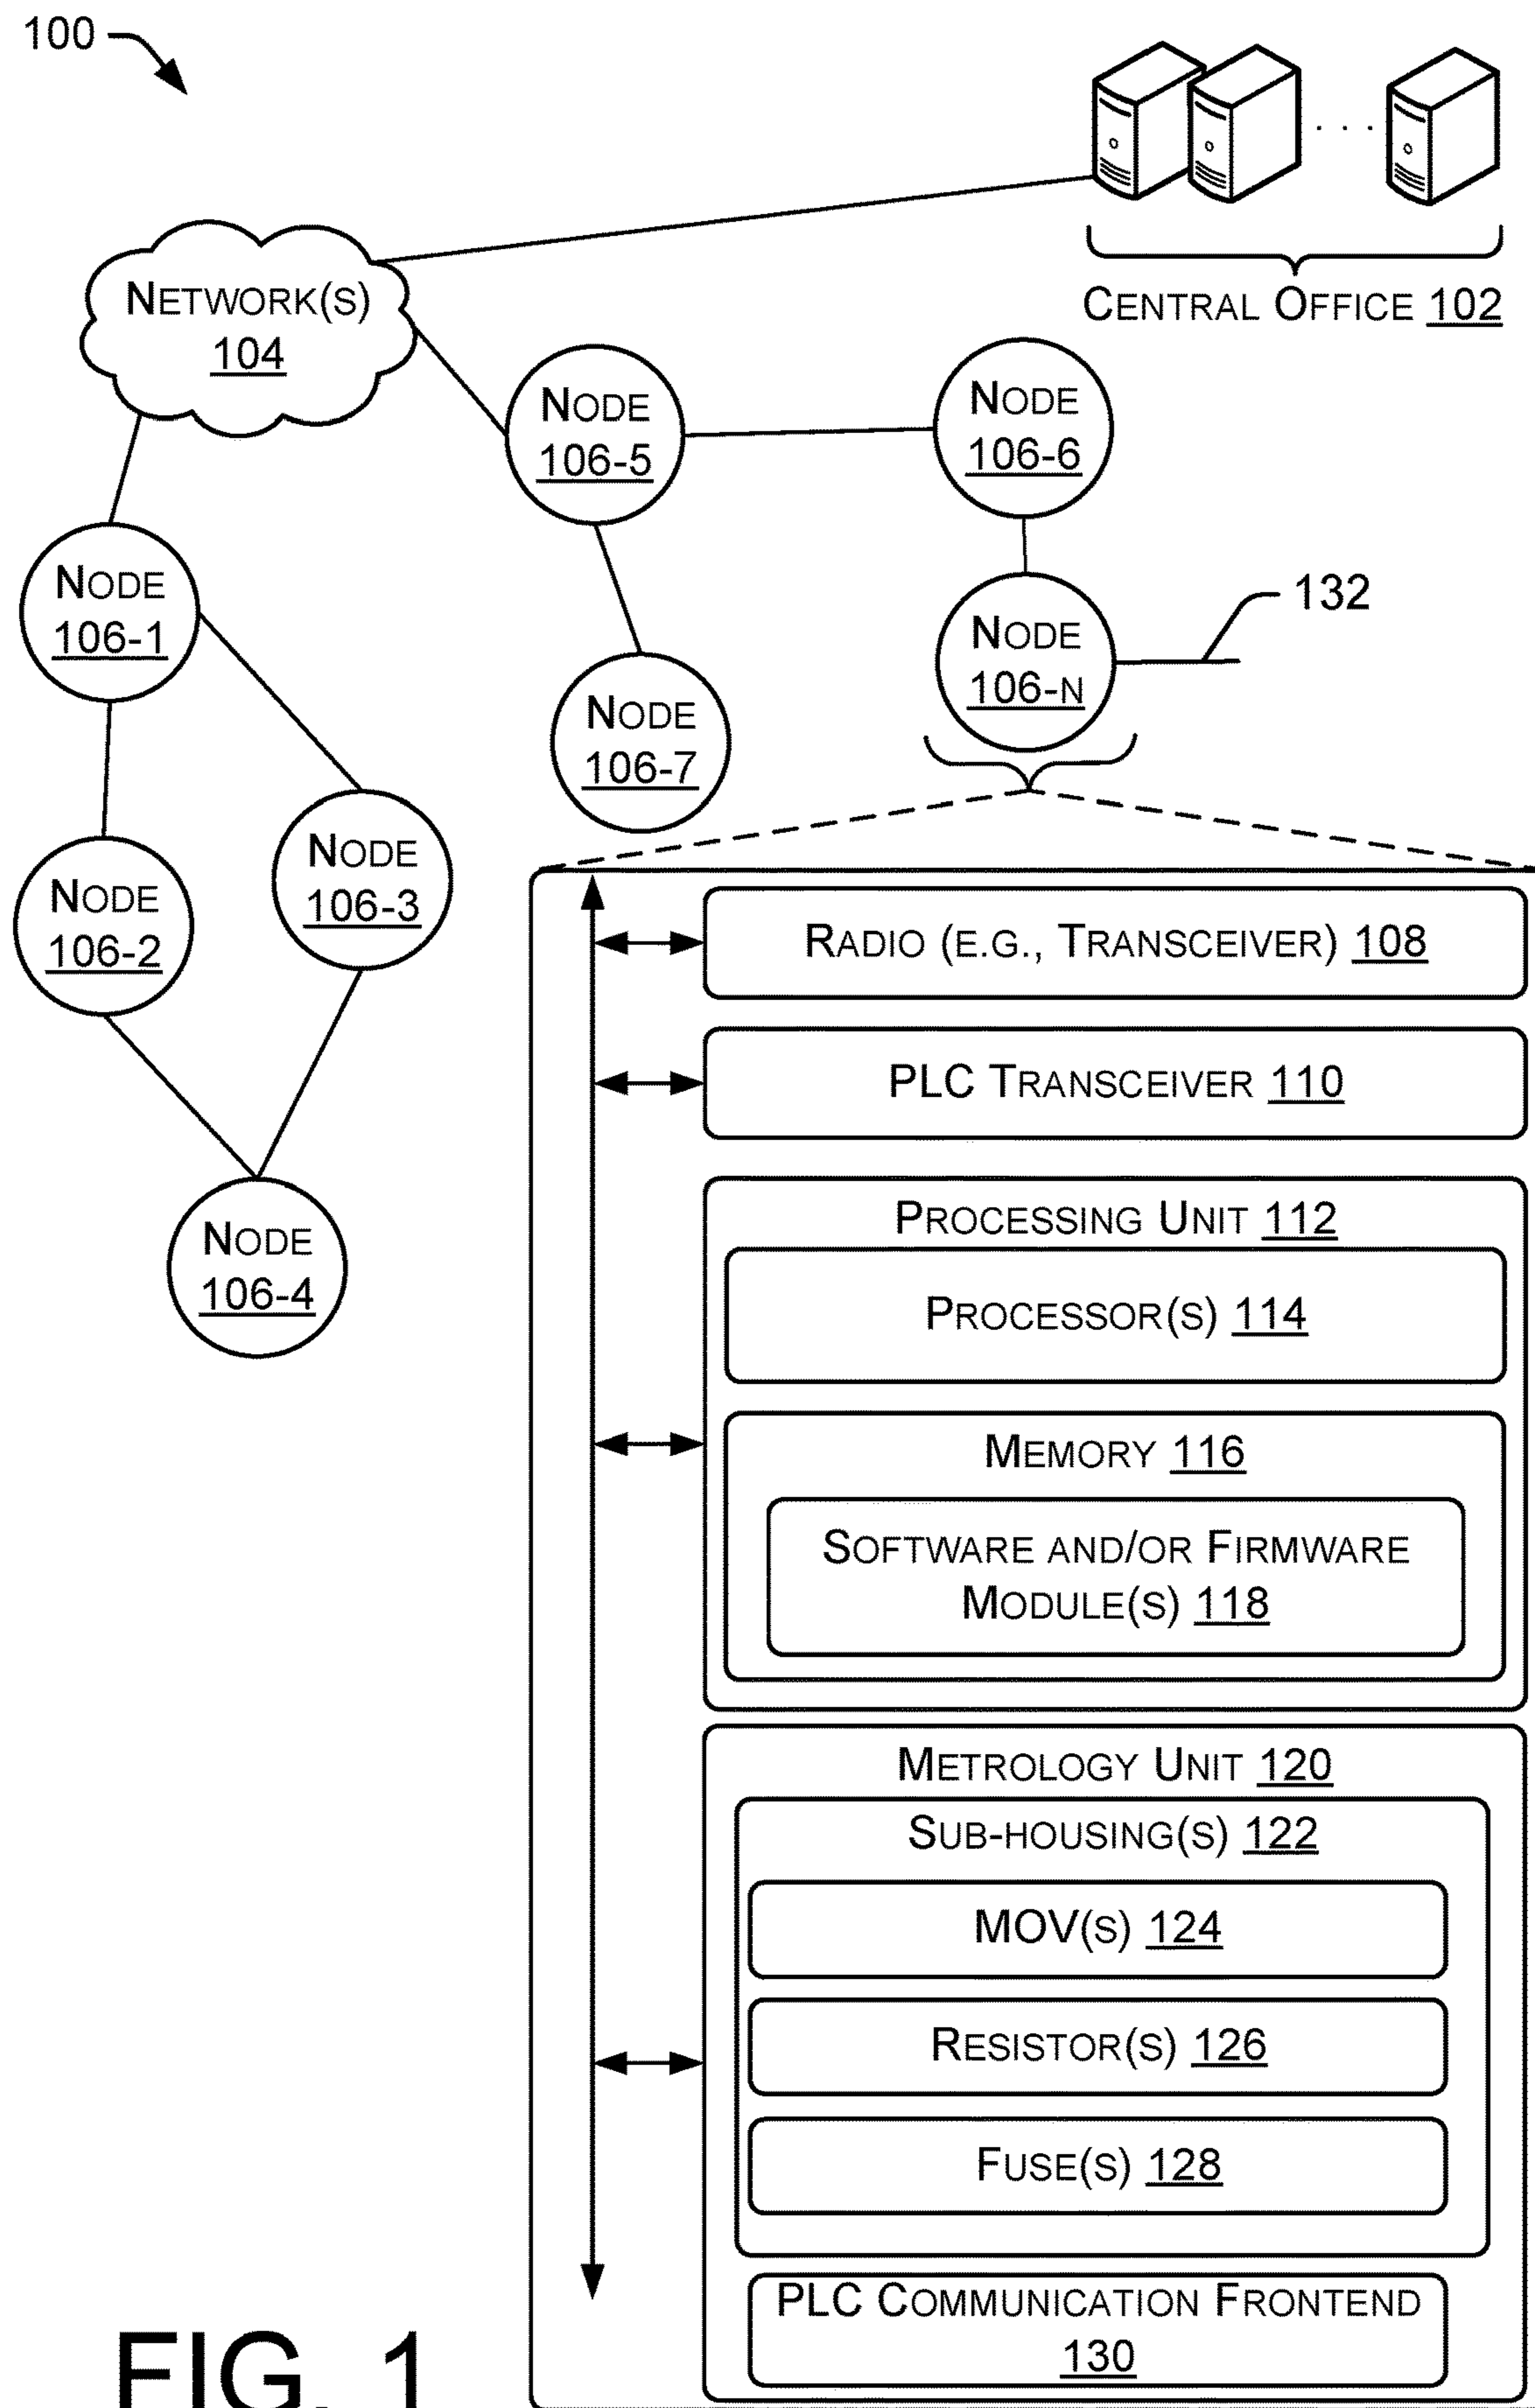 100
CENTRAL OFFICE 102
NETWORK(S)
104
NODE
106-5
NODE
106-6
NODE
106-1
NODE
106-N
132
NODE
106-7
NODE
106-2
NODE
106-3
NODE
106-4
RADIO (E.G., TRANSCEIVER) 108
PLC TRANSCEIVER 110
PROCESSING UNIT 112
PROCESSOR(S) 114
MEMORY 116
SOFTWARE AND/OR FIRMWARE
MODULE(S) 118
METROLOGY UNIT 120
SUB-HOUSING(S) 122
MOV(S) 124
RESISTOR(S) 126
FUSE(S) 128
PLC COMMUNICATION FRONTEND
130
FIG. 1